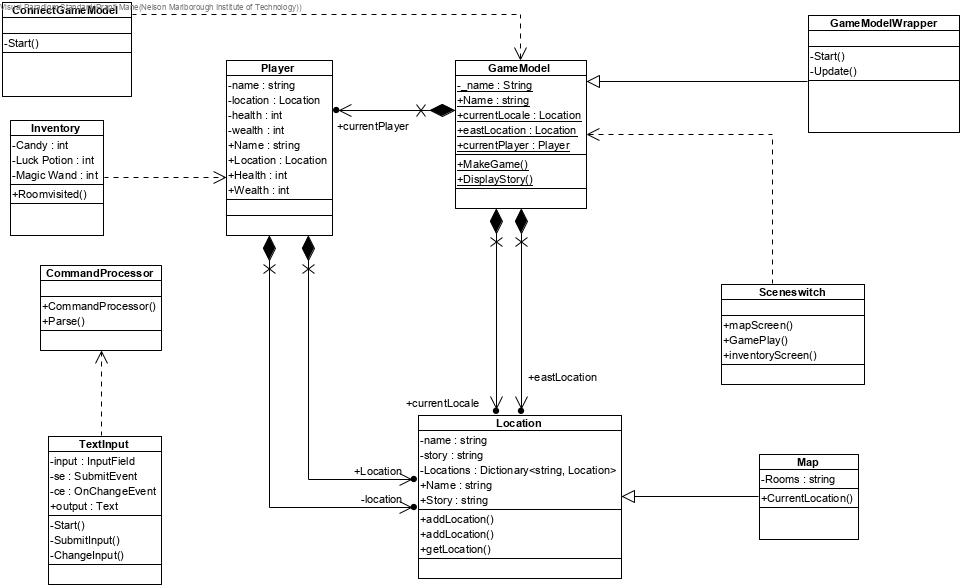 ConnectGameModel
-Start()
GameModelWrapper
-Start()
-Update()
Player
-name : string
-location : Location
-health : int
-wealth : int
+Name : string
+Location : Location
+Health : int
+Wealth : int
+currentPlayer
GameModel
-_name : String
+Name : string
+currentLocale : Location
+eastLocation : Location
+currentPlayer : Player
+MakeGame()
+DisplayStory()
Inventory
-Candy : int
-Luck Potion : int
-Magic Wand : int
+Roomvisited()
CommandProcessor
+CommandProcessor()
+Parse()
Sceneswitch
+mapScreen()
+GamePlay()
+inventoryScreen()
+eastLocation
+currentLocale
Location
-name : string
-story : string
-Locations : Dictionary<string, Location>
+Name : string
+Story : string
+addLocation()
+addLocation()
+getLocation()
+Location
-location
TextInput
-input : InputField
-se : SubmitEvent
-ce : OnChangeEvent
+output : Text
-Start()
-SubmitInput()
-ChangeInput()
Map
-Rooms : string
+CurrentLocation()